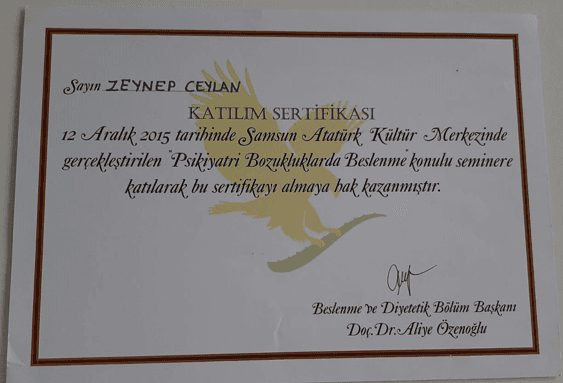 Sayın ZEYNEP CEYLAN
KATILIM SERTİFİKASI
12 Aralık 2015 tarihinde Samsun Atatürk Kültür Merkezinde
gerçekleştirilen "Psikiyatri Bozukluklarda Beslenme" konulu seminere
katılarak bu sertifikayı almaya hak kazanmıştır.
Beslenme ve Diyetetik Bölüm Başkanı
Doç.Dr.Aliye Özenoğlu